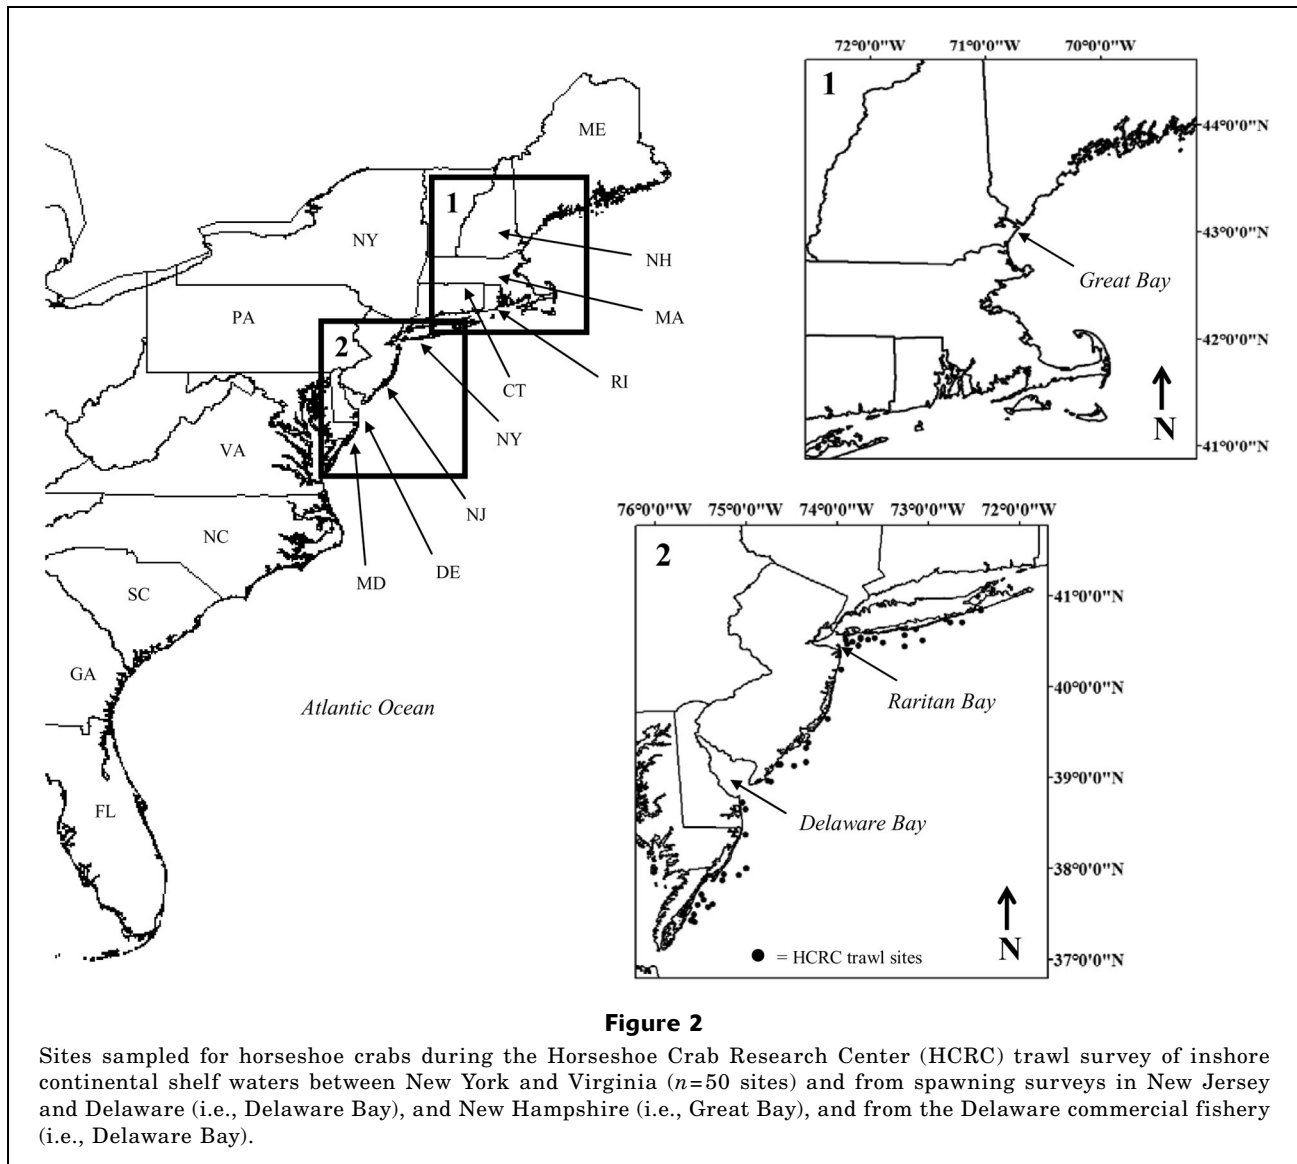 ME
NY
NH
PA
MA
RI
CT
NY
VA
NJ
NC
MD
DE
SC
GA
FL
Atlantic Ocean
1
2
72°0'0"W 71°0'0"W 70°0'0"W
1
44°0'0"N
43°0'0"N
42°0'0"N
41°0'0"N
Great Bay
N
76°0'0"W 75°0'0"W 74°0'0"W 73°0'0"W 72°0'0"W
2
41°0'0"N
40°0'0"N
39°0'0"N
38°0'0"N
37°0'0"N
Raritan Bay
Delaware Bay
N
= HCRC trawl sites
Figure 2
Sites sampled for horseshoe crabs during the Horseshoe Crab Research Center (HCRC) trawl survey of inshore
continental shelf waters between New York and Virginia (n=50 sites) and from spawning surveys in New Jersey
and Delaware (i.e., Delaware Bay), and New Hampshire (i.e., Great Bay), and from the Delaware commercial fishery
(i.e., Delaware Bay).